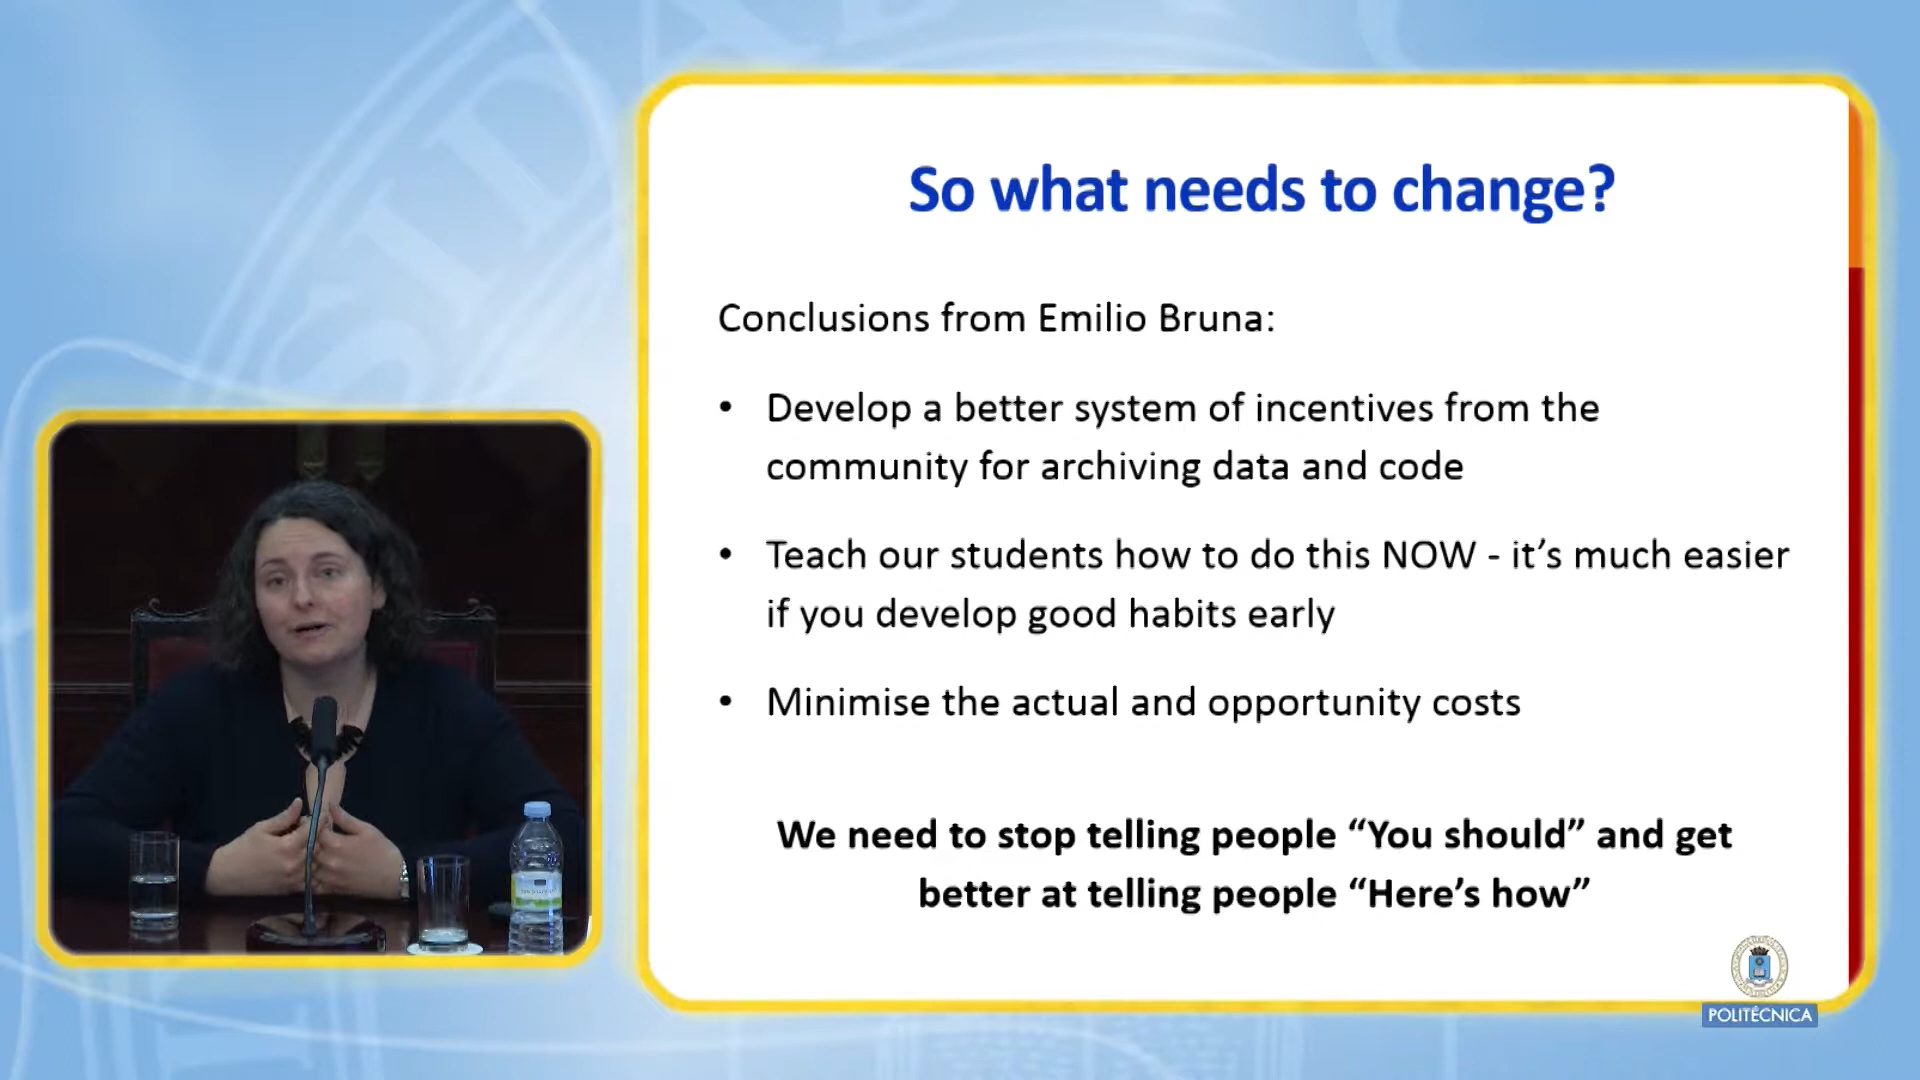 So what needs to change?
Conclusions from Emilio Bruna:
• Develop a better system of incentives from the
community for archiving data and code
• Teach our students how to do this NOW - it’s much easier
if you develop good habits early
• Minimise the actual and opportunity costs
We need to stop telling people “You should” and get
better at telling people “Here’s how”
POLITÉCNICA